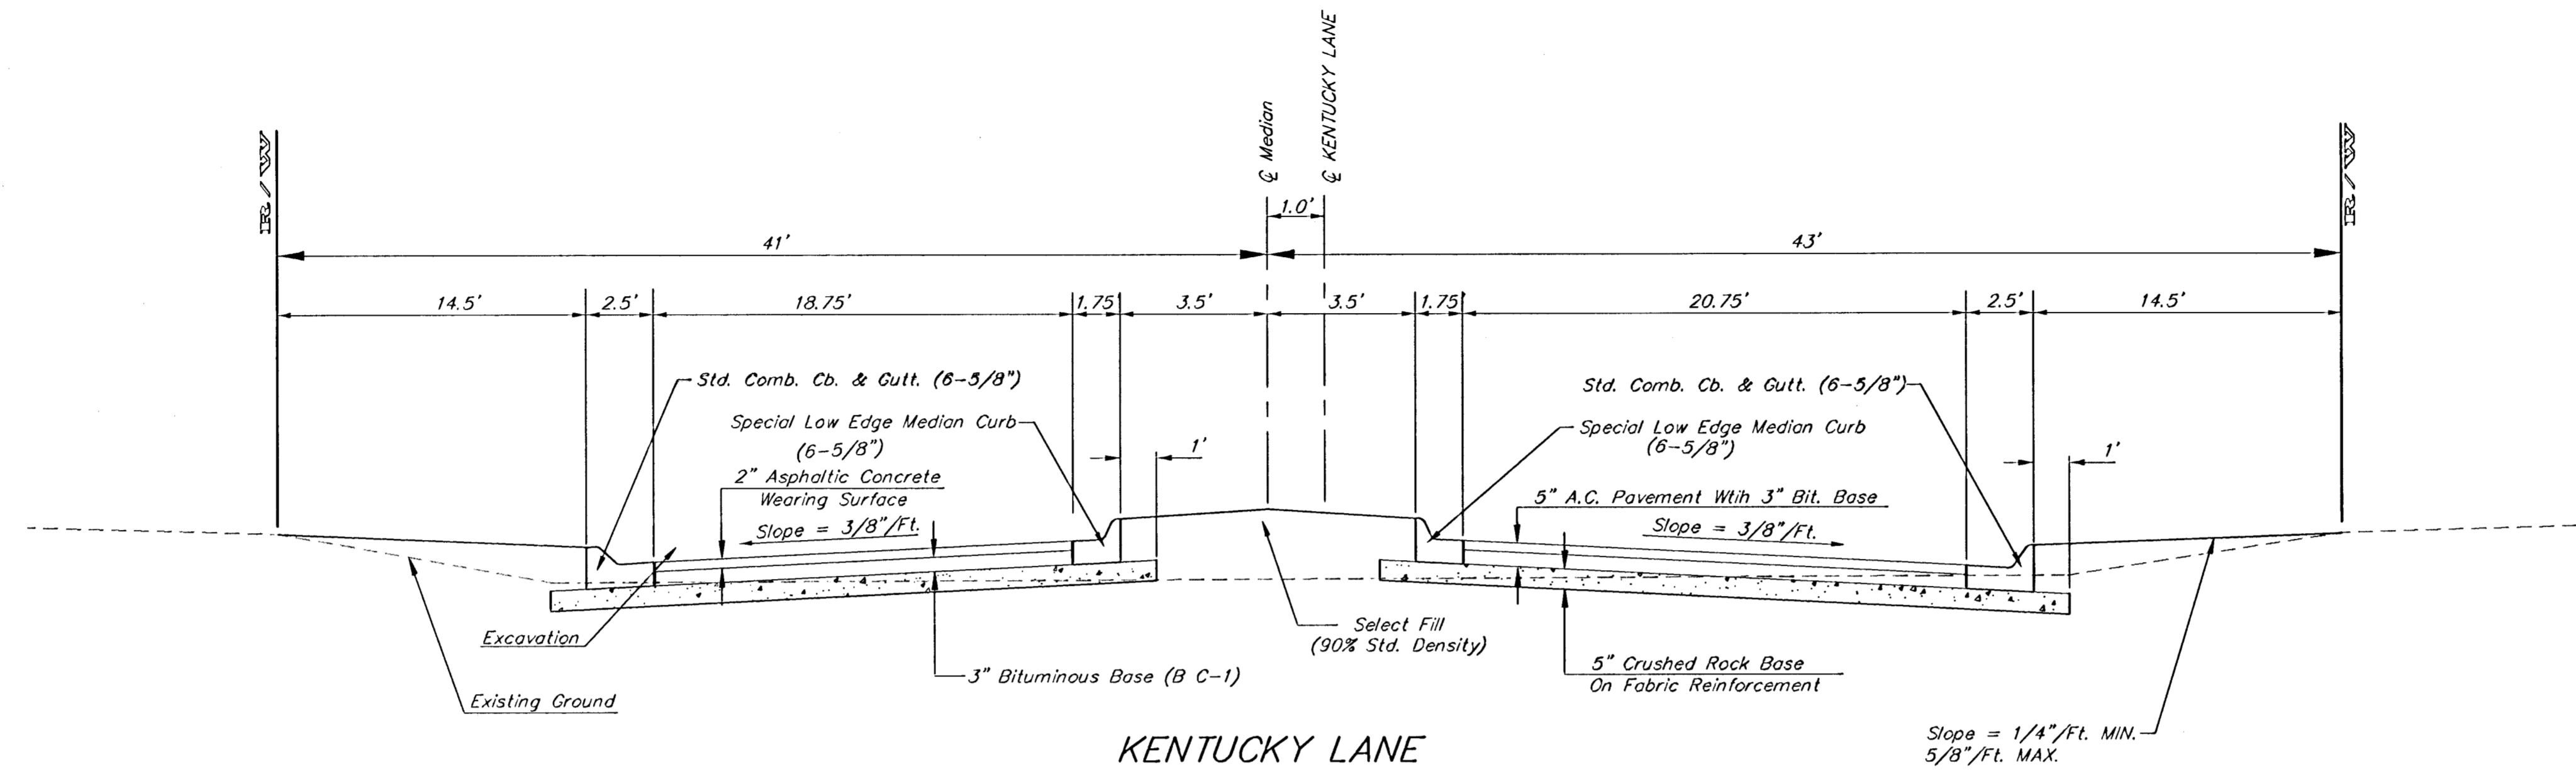 ℄ Median
℄ KENTUCKY LANE
R/W
R/W
1.0'
41'
43'
14.5'
2.5'
18.75'
1.75
3.5'
3.5'
1.75
20.75'
2.5'
14.5'
Std. Comb. Cb. & Gutt. (6-5/8")
Special Low Edge Median Curb
(6-5/8")
1'
2" Asphaltic Concrete
Wearing Surface
Slope = 3/8"/Ft.
Std. Comb. Cb. & Gutt. (6-5/8")
Special Low Edge Median Curb
(6-5/8")
1'
5" A.C. Pavement Wtih 3" Bit. Base
Slope = 3/8"/Ft.
Excavation
Existing Ground
3" Bituminous Base (B C-1)
Select Fill
(90% Std. Density)
5" Crushed Rock Base
On Fabric Reinforcement
Slope = 1/4"/Ft. MIN.
5/8"/Ft. MAX.
KENTUCKY LANE